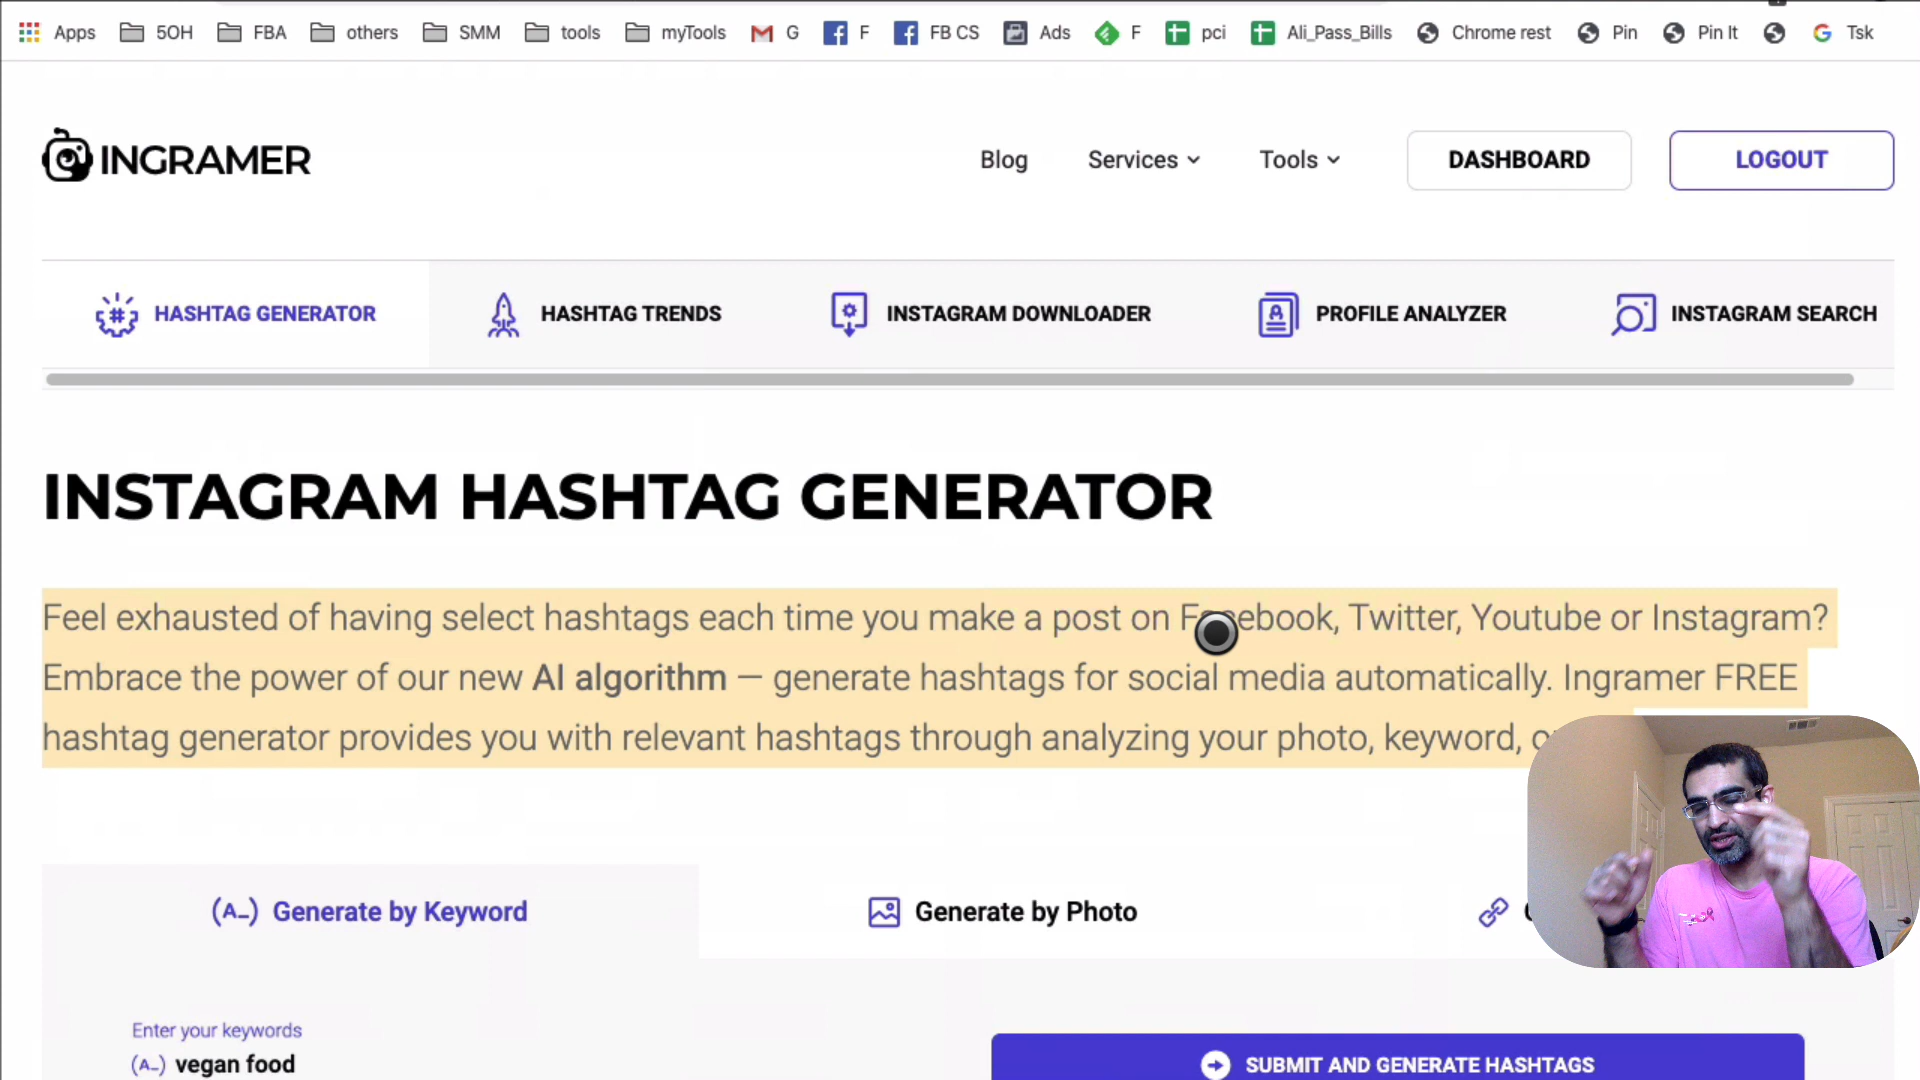 Apps 5OH FBA others SMM tools myTools G F FB CS Ads F pci Ali_Pass_Bills Chrome rest Pin Pin It Tsk
INGRAMER Blog Services Tools DASHBOARD LOGOUT
HASHTAG GENERATOR HASHTAG TRENDS INSTAGRAM DOWNLOADER PROFILE ANALYZER INSTAGRAM SEARCH
INSTAGRAM HASHTAG GENERATOR
Feel exhausted of having select hashtags each time you make a post on Facebook, Twitter, Youtube or Instagram?
Embrace the power of our new AI algorithm — generate hashtags for social media automatically. Ingramer FREE
hashtag generator provides you with relevant hashtags through analyzing your photo, keyword,
(A_) Generate by Keyword Generate by Photo
Enter your keywords
(A_) vegan food
SUBMIT AND GENERATE HASHTAGS